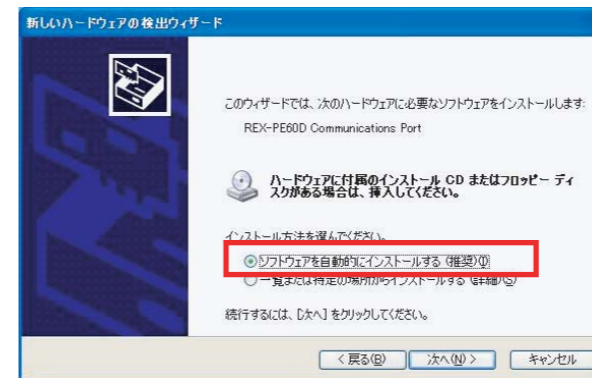 新しいハードウェアの検出ウィザード
このウィザードでは、次のハードウェアに必要なソフトウェアをインストールします:
REX-PE60D Communications Port
ハードウェアに付属のインストール CD またはフロッピー ディ
スクがある場合は、挿入してください。
インストール方法を選んでください。
ソフトウェアを自動的にインストールする (推奨)(I)
一覧または特定の場所からインストールする (詳細)(S)
続行するには、[次へ] をクリックしてください。
< 戻る(B) 次へ(N) > キャンセル